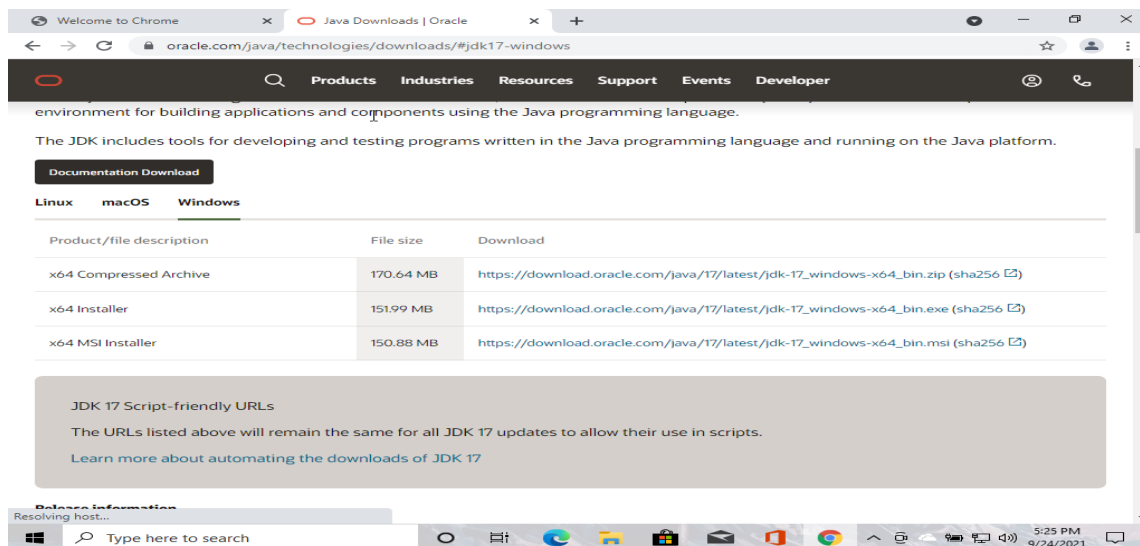 Welcome to Chrome
Java Downloads | Oracle
oracle.com/java/technologies/downloads/#jdk17-windows
Products Industries Resources Support Events Developer
environment for building applications and components using the Java programming language.
The JDK includes tools for developing and testing programs written in the Java programming language and running on the Java platform.
Documentation Download
Linux macOS Windows
Product/file description File size Download
x64 Compressed Archive 170.64 MB https://download.oracle.com/java/17/latest/jdk-17_windows-x64_bin.zip (sha256)
x64 Installer 151.99 MB https://download.oracle.com/java/17/latest/jdk-17_windows-x64_bin.exe (sha256)
x64 MSI Installer 150.88 MB https://download.oracle.com/java/17/latest/jdk-17_windows-x64_bin.msi (sha256)
JDK 17 Script-friendly URLs
The URLs listed above will remain the same for all JDK 17 updates to allow their use in scripts.
Learn more about automating the downloads of JDK 17
Release information
Resolving host...
Type here to search
5:25 PM
9/24/2021